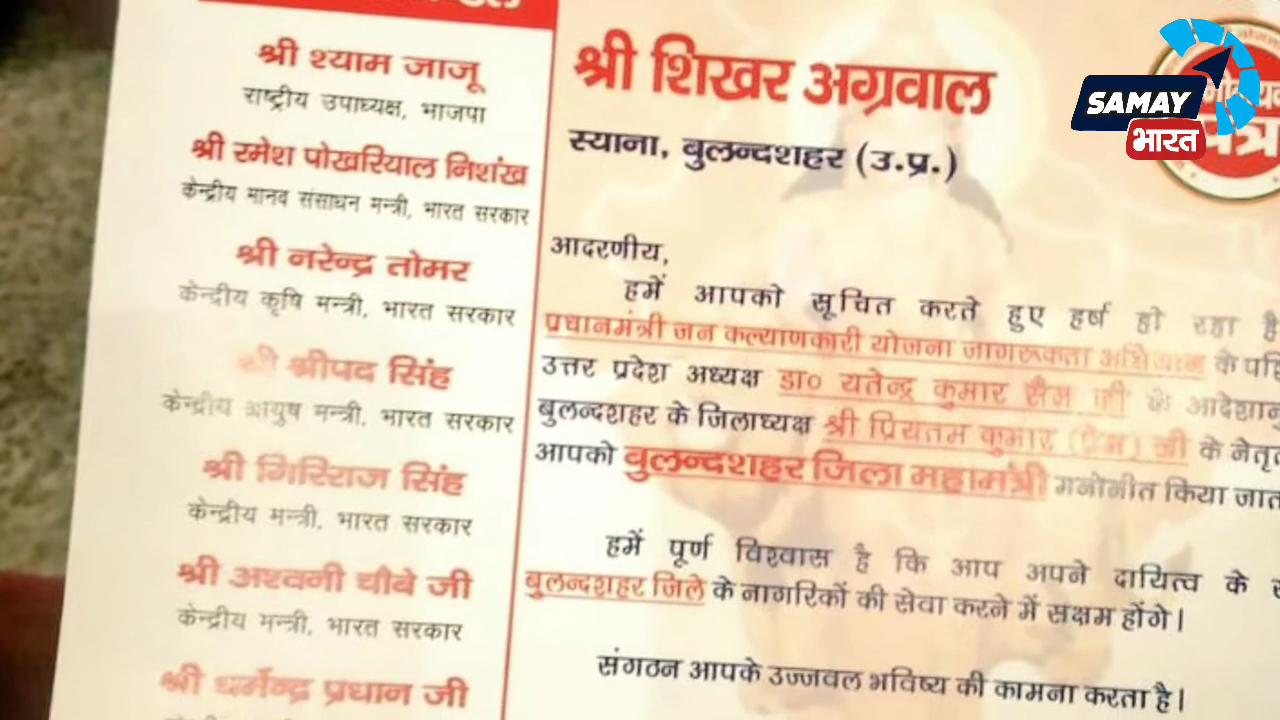 श्री श्याम जाजू
राष्ट्रीय उपाध्यक्ष, भाजपा
श्री रमेश पोखरियाल निशंख
केन्द्रीय मानव संसाधन मन्त्री, भारत सरकार
श्री नरेन्द्र तोमर
केन्द्रीय कृषि मन्त्री, भारत सरकार
श्री श्रीपद सिंह
केन्द्रीय आयुष मन्त्री, भारत सरकार
श्री गिरिराज सिंह
केन्द्रीय मन्त्री, भारत सरकार
श्री अश्वनी चौबे जी
केन्द्रीय मन्त्री, भारत सरकार
श्री धर्मेन्द्र प्रधान जी
श्री शिखर अग्रवाल
स्याना, बुलन्दशहर (उ.प्र.)
आदरणीय,
हमें आपको सूचित करते हुए हर्ष हो रहा है
प्रधानमंत्री जन कल्याणकारी योजना जागरूकता अभियान के
उत्तर प्रदेश अध्यक्ष डा० यतेन्द्र कुमार सैन जी के
बुलन्दशहर के जिलाध्यक्ष श्री प्रियतम कुमार (प्रेम) जी के
आपको बुलन्दशहर जिला महामंत्री मनोनीत किया
हमें पूर्ण विश्वास है कि आप अपने दायित्व के
बुलन्दशहर जिले के नागरिकों की सेवा करने में सक्षम होंगे।
संगठन आपके उज्जवल भविष्य की कामना करता है।
SAMAY
भारत